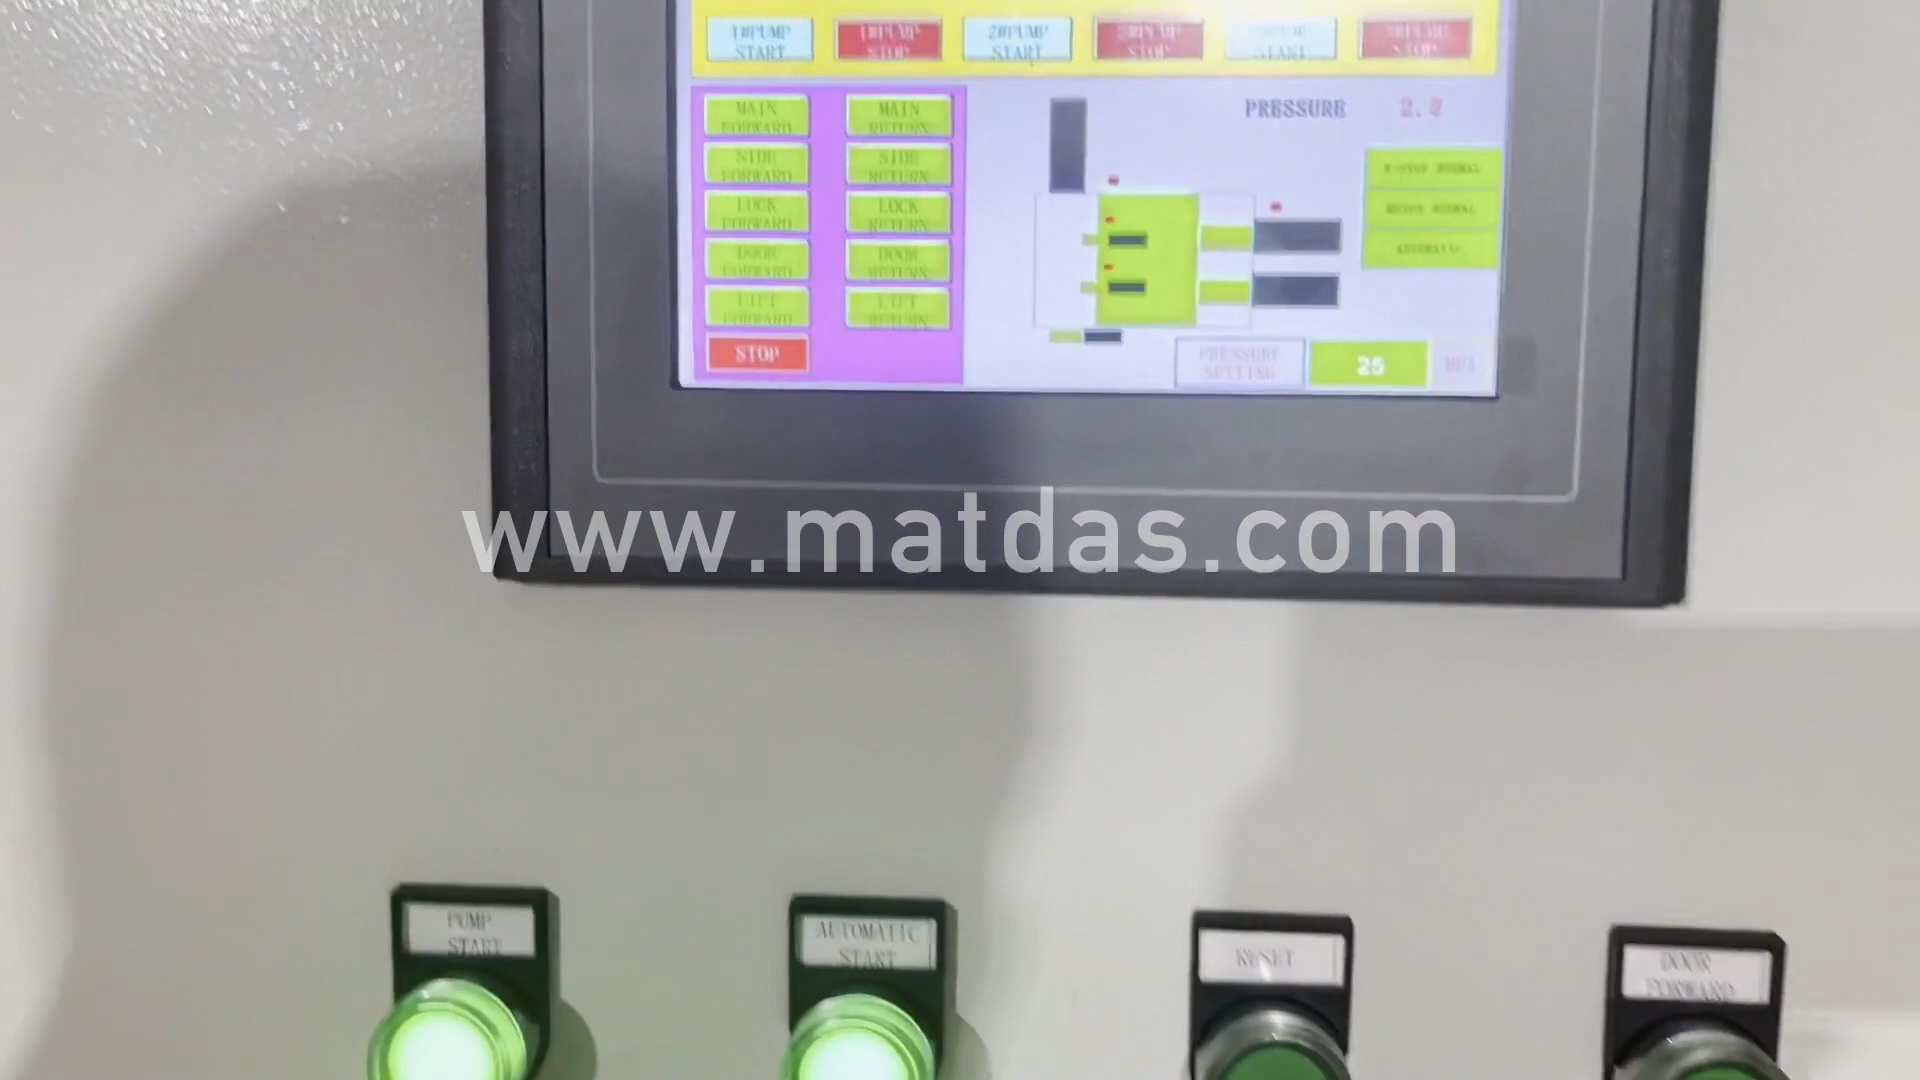 1#PUMP 1#PUMP 2#PUMP 2#PUMP 3#PUMP 3#PUMP
START STOP START STOP START STOP
MAIN FORWARD
MAIN RETURN
SIDE FORWARD
SIDE RETURN
LOCK FORWARD
LOCK RETURN
DOOR FORWARD
DOOR RETURN
LIFT FORWARD
LIFT RETURN
STOP
PRESSURE 2.2
E-STOP NORMAL
MOTOR NORMAL
AUTOMATIC
PRESSURE
SETTING
25 MPA
www.matdas.com
PUMP
START
AUTOMATIC
START
RESET
DOOR
FORWARD